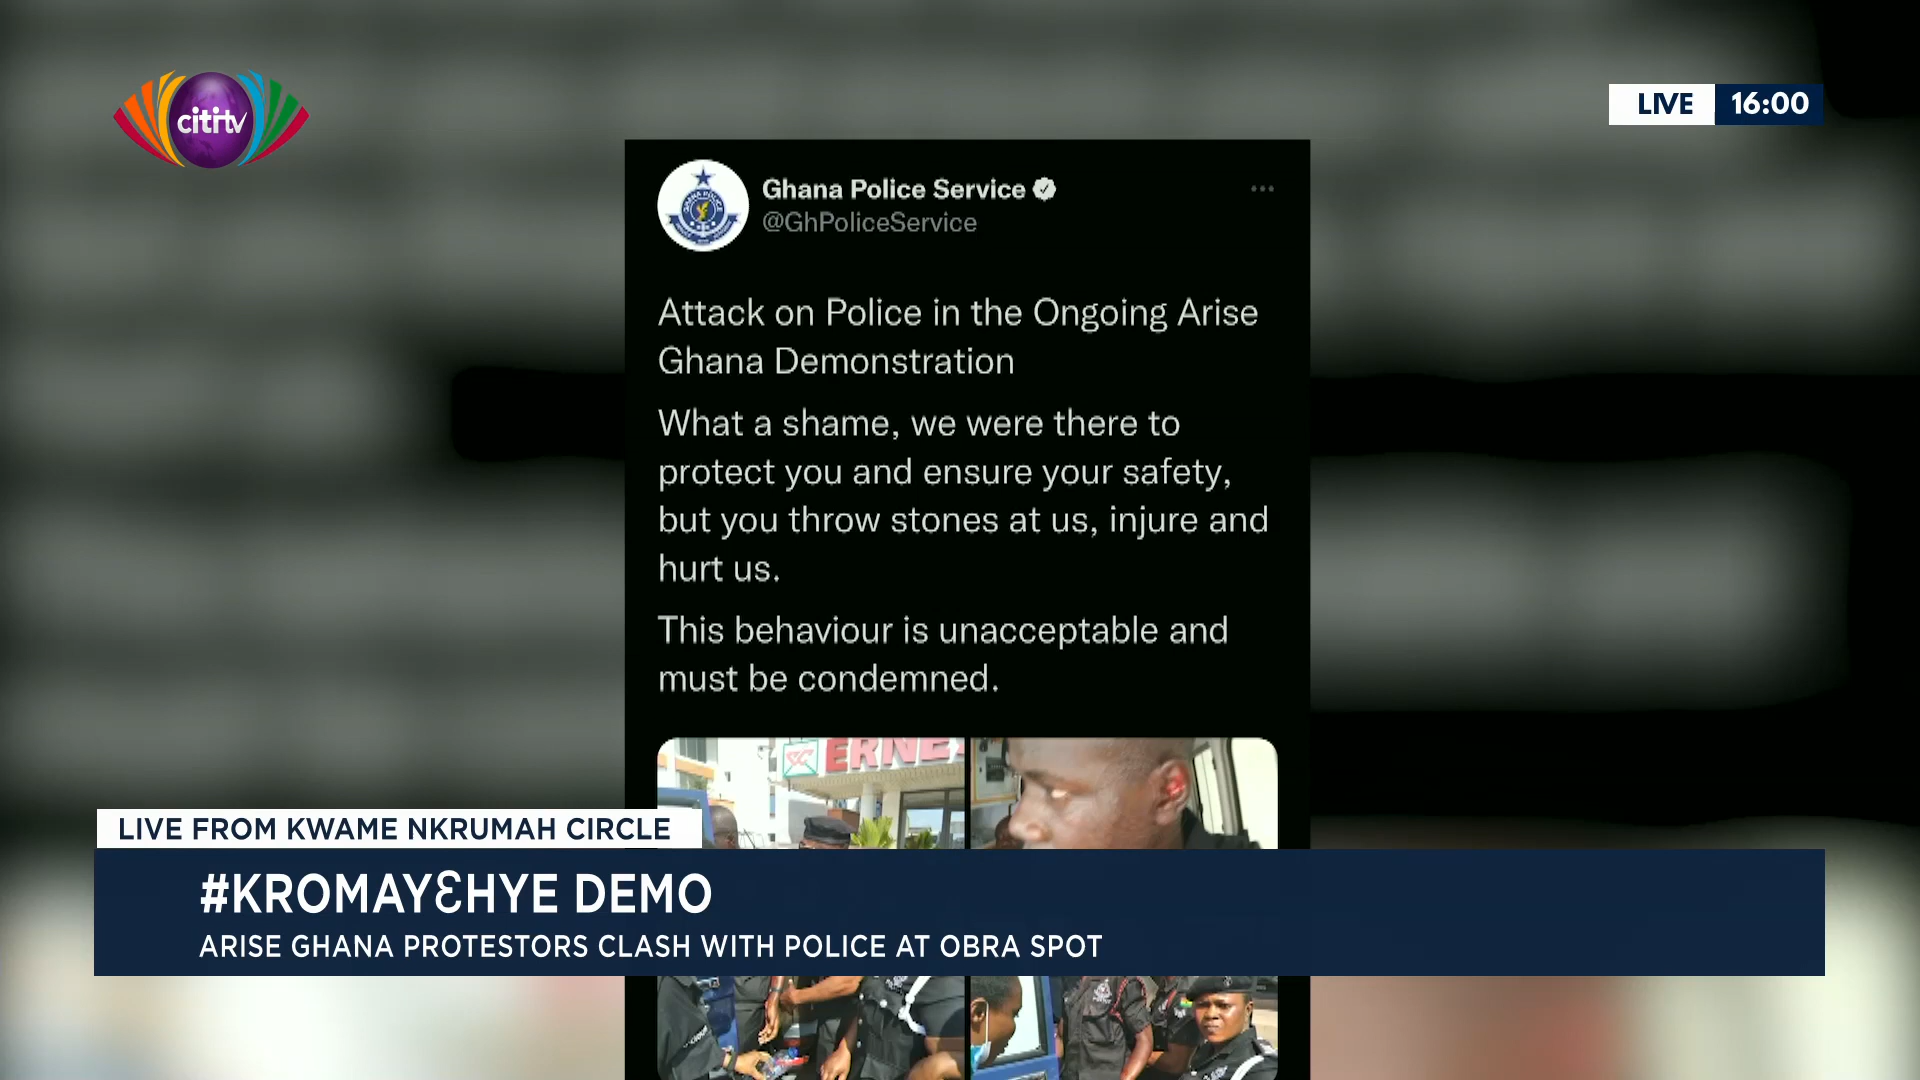 cititv
LIVE 16:00
Ghana Police Service
@GhPoliceService
Attack on Police in the Ongoing Arise
Ghana Demonstration
What a shame, we were there to
protect you and ensure your safety,
but you throw stones at us, injure and
hurt us.
This behaviour is unacceptable and
must be condemned.
LIVE FROM KWAME NKRUMAH CIRCLE
#KROMAYƐHYE DEMO
ARISE GHANA PROTESTORS CLASH WITH POLICE AT OBRA SPOT